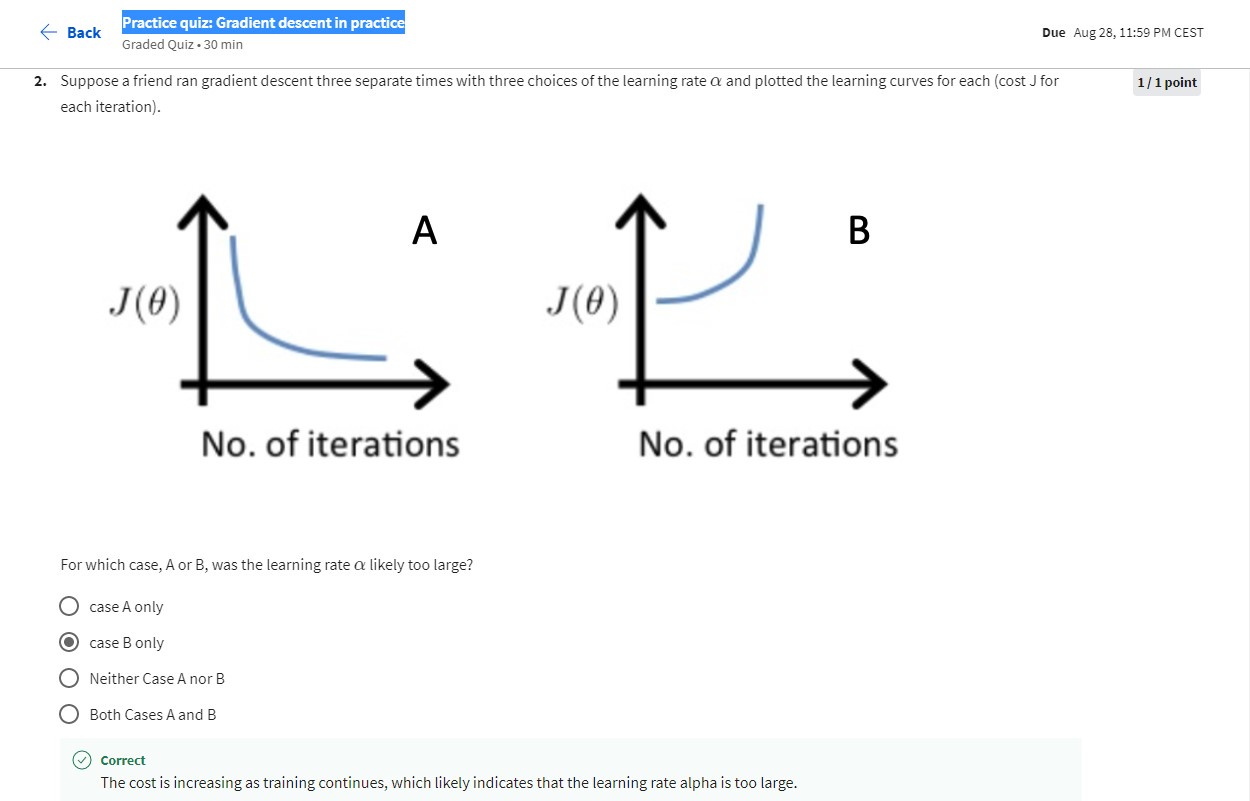 Back
Practice quiz: Gradient descent in practice
Graded Quiz • 30 min
Due Aug 28, 11:59 PM CEST
2. Suppose a friend ran gradient descent three separate times with three choices of the learning rate α and plotted the learning curves for each (cost J for
each iteration).
1 / 1 point
A
J(θ)
No. of iterations
B
J(θ)
No. of iterations
For which case, A or B, was the learning rate α likely too large?
case A only
case B only
Neither Case A nor B
Both Cases A and B
Correct
The cost is increasing as training continues, which likely indicates that the learning rate alpha is too large.